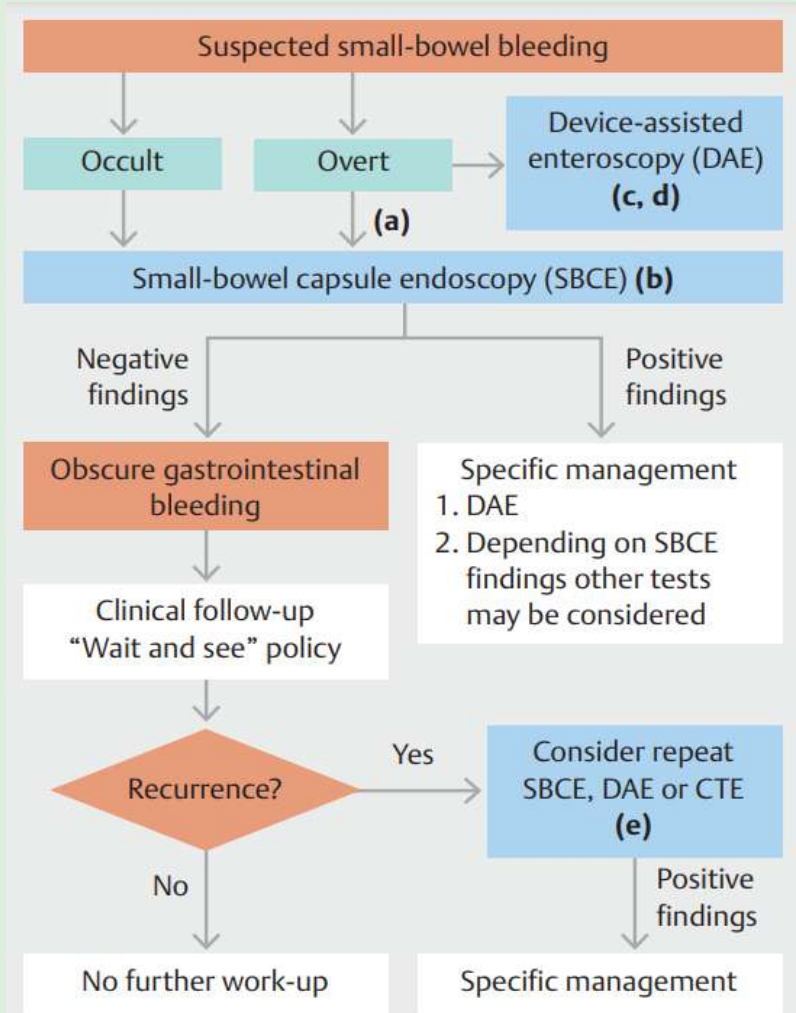 Suspected small-bowel bleeding
Occult
Overt
Device-assisted
enteroscopy (DAE)
(c, d)
(a)
Small-bowel capsule endoscopy (SBCE) (b)
Negative
findings
Positive
findings
Obscure gastrointestinal
bleeding
Specific management
1. DAE
2. Depending on SBCE
findings other tests
may be considered
Clinical follow-up
“Wait and see” policy
Recurrence?
Yes
Consider repeat
SBCE, DAE or CTE
(e)
No
Positive
findings
No further work-up
Specific management